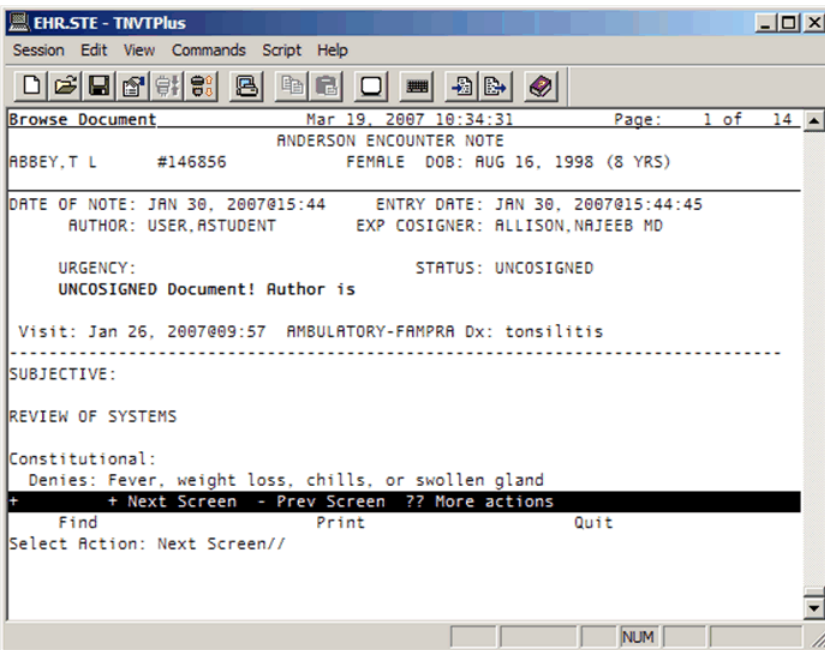 EHR.STE - TNVTPlus
Session Edit View Commands Script Help
Browse Document Mar 19, 2007 10:34:31 Page: 1 of 14
ANDERSON ENCOUNTER NOTE
ABBEY,T L #146856 FEMALE DOB: AUG 16, 1998 (8 YRS)
DATE OF NOTE: JAN 30, 2007@15:44 ENTRY DATE: JAN 30, 2007@15:44:45
AUTHOR: USER,ASTUDENT EXP COSIGNER: ALLISON,NAJEEB MD
URGENCY: STATUS: UNCOSIGNED
UNCOSIGNED Document! Author is
Visit: Jan 26, 2007@09:57 AMBULATORY-FAMPRA Dx: tonsilitis
--------------------------------------------------------------------------------
SUBJECTIVE:
REVIEW OF SYSTEMS
Constitutional:
Denies: Fever, weight loss, chills, or swollen gland
+ + Next Screen - Prev Screen ?? More actions
Find Print Quit
Select Action: Next Screen//
NUM